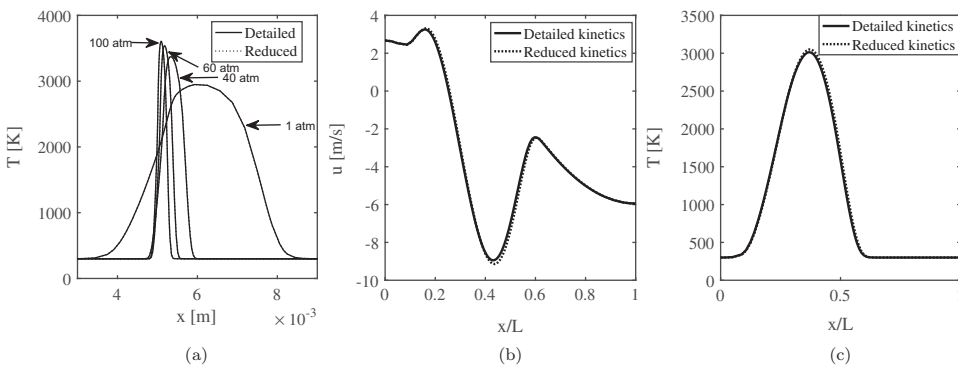 4000
3000
2000
1000
0
T [K]
4
6
8
x [m]
× 10⁻³
Detailed
Reduced
100 atm
60 atm
40 atm
1 atm
(a)
4
2
0
-2
-4
-6
-8
-10
u [m/s]
0
0.2
0.4
0.6
0.8
1
x/L
Detailed kinetics
Reduced kinetics
(b)
3500
3000
2500
2000
1500
1000
500
0
T [K]
0
0.5
x/L
Detailed kinetics
Reduced kinetics
(c)